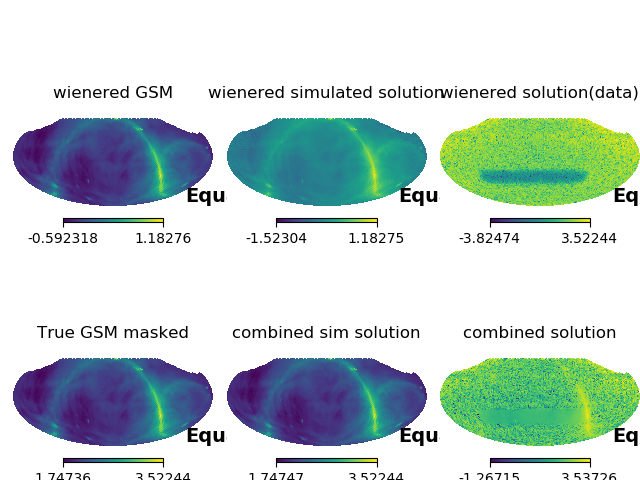 wienered GSM
wienered simulated solution
wienered solution(data)
Equ
Equ
Eq
-0.592318 1.18276
-1.52304 1.18275
-3.82474 3.52244
True GSM masked
combined sim solution
combined solution
Equ
Equ
Eq
1.74736 3.52244
1.74747 3.52244
-1.26715 3.53726